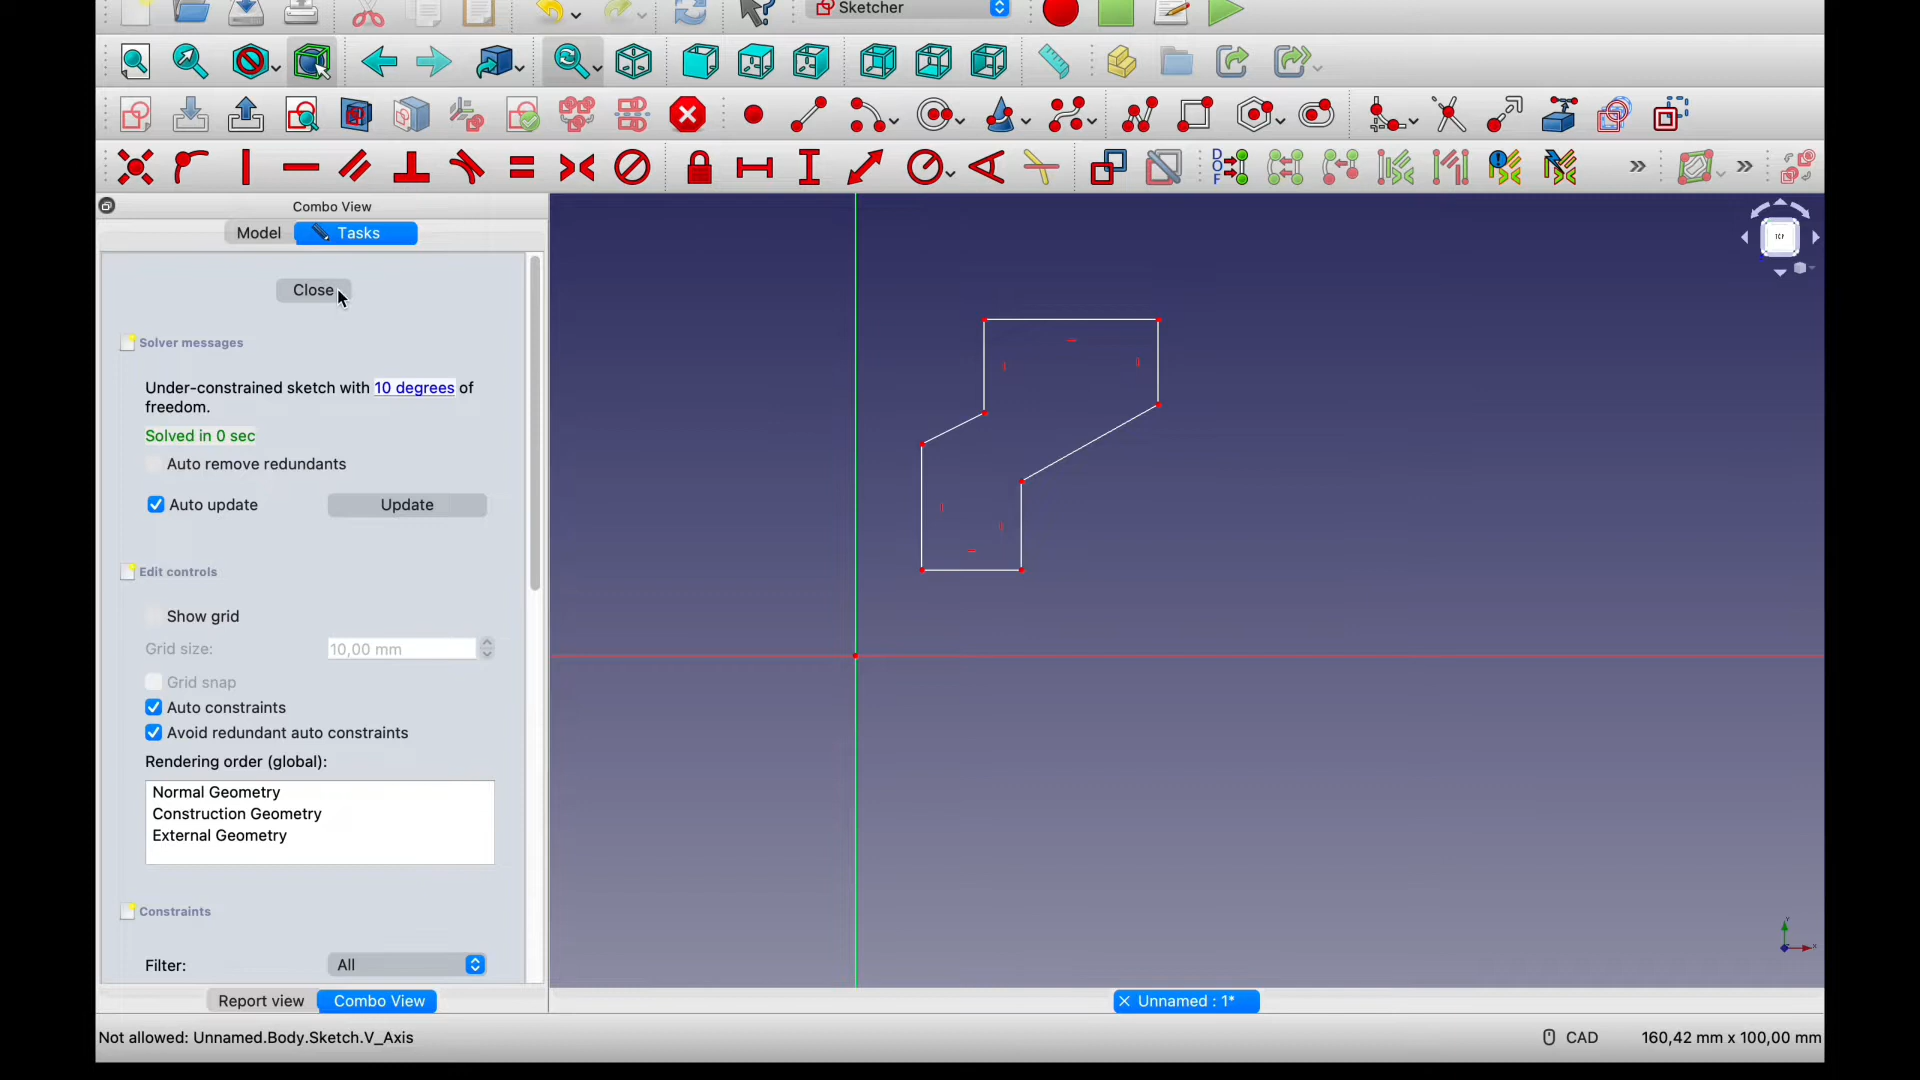 Sketcher
Combo View
Model
Tasks
Close
Solver messages
Under-constrained sketch with 10 degrees of
freedom.
Solved in 0 sec
Auto remove redundants
Auto update
Update
Edit controls
Show grid
Grid size:
10,00 mm
Grid snap
Auto constraints
Avoid redundant auto constraints
Rendering order (global):
Normal Geometry
Construction Geometry
External Geometry
Constraints
Filter:
All
Report view
Combo View
Unnamed : 1*
Not allowed: Unnamed.Body.Sketch.V_Axis
CAD
160,42 mm x 100,00 mm
DOF